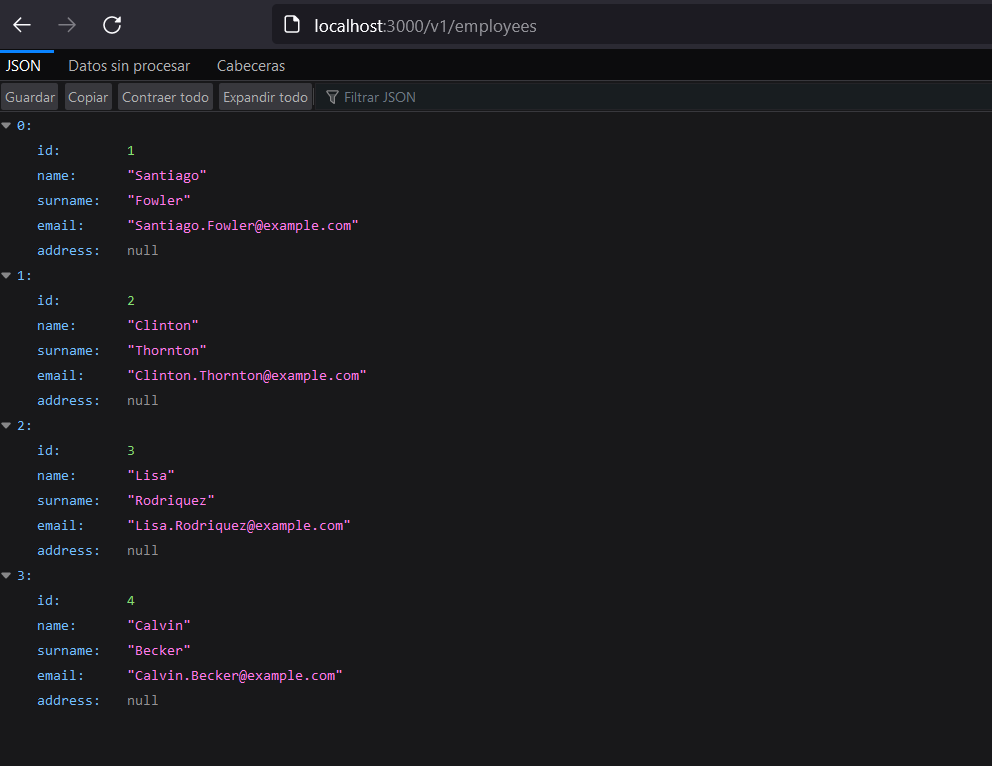 localhost:3000/v1/employees
JSON Datos sin procesar Cabeceras
Guardar Copiar Contraer todo Expandir todo Filtrar JSON
0:
id: 1
name: "Santiago"
surname: "Fowler"
email: "Santiago.Fowler@example.com"
address: null
1:
id: 2
name: "Clinton"
surname: "Thornton"
email: "Clinton.Thornton@example.com"
address: null
2:
id: 3
name: "Lisa"
surname: "Rodriquez"
email: "Lisa.Rodriquez@example.com"
address: null
3:
id: 4
name: "Calvin"
surname: "Becker"
email: "Calvin.Becker@example.com"
address: null